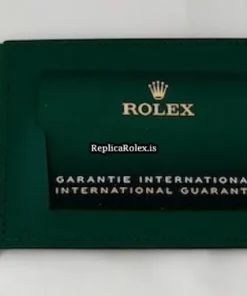 ROLEX
ReplicaRolex.is
GARANTIE INTERNATIONA
INTERNATIONAL GUARANT